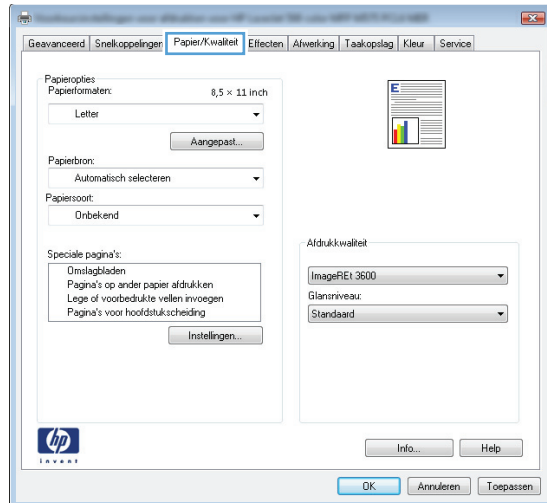 Geavanceerd Snelkoppelingen Papier/Kwaliteit Effecten Afwerking Taakopslag Kleur Service
Papieropties
Papierformaten: 8,5 × 11 inch
Letter
Aangepast...
Papierbron:
Automatisch selecteren
Papiersoort:
Onbekend
Speciale pagina's:
Omslagbladen
Pagina's op ander papier afdrukken
Lege of voorbedrukte vellen invoegen
Pagina's voor hoofdstukscheiding
Instellingen...
E
Afdrukkwaliteit
ImageREt 3600
Glansniveau:
Standaard
hp
invent
Info... Help
OK Annuleren Toepassen